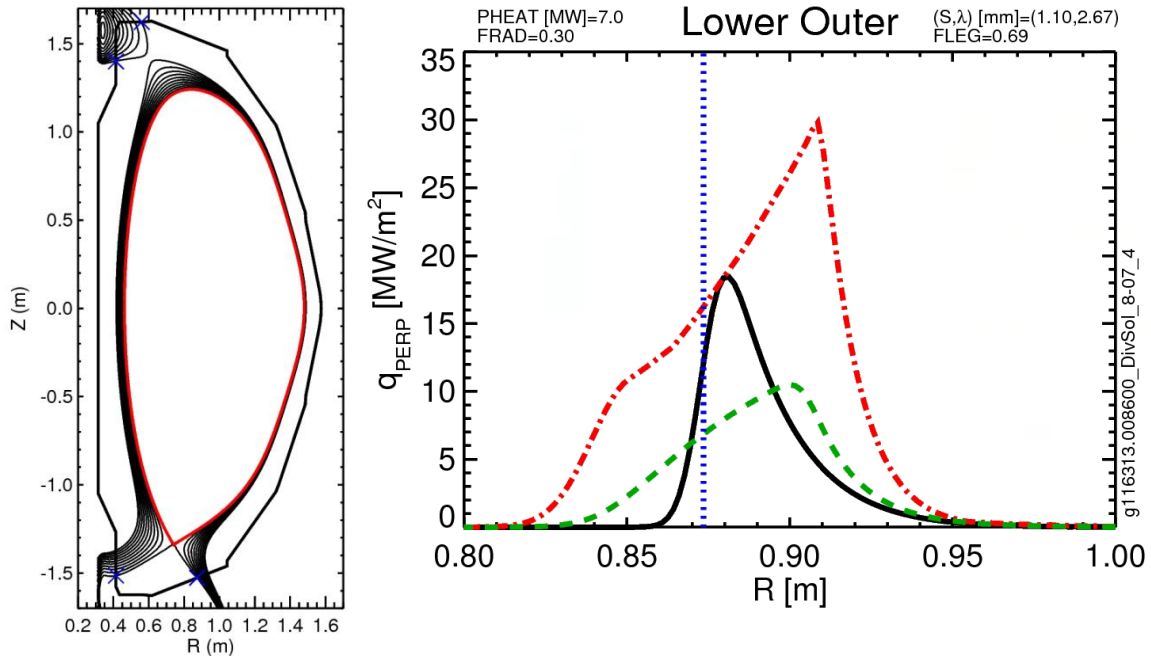 1.5
1.0
0.5
0.0
-0.5
-1.0
-1.5
Z (m)
0.2 0.4 0.6 0.8 1.0 1.2 1.4 1.6
R (m)
PHEAT [MW]=7.0
FRAD=0.30
Lower Outer
(S,λ) [mm]=(1.10,2.67)
FLEG=0.69
35
30
25
20
15
10
5
0
qPERP [MW/m²]
0.80 0.85 0.90 0.95 1.00
R [m]
g116313.008600_DivSol_8-07_4